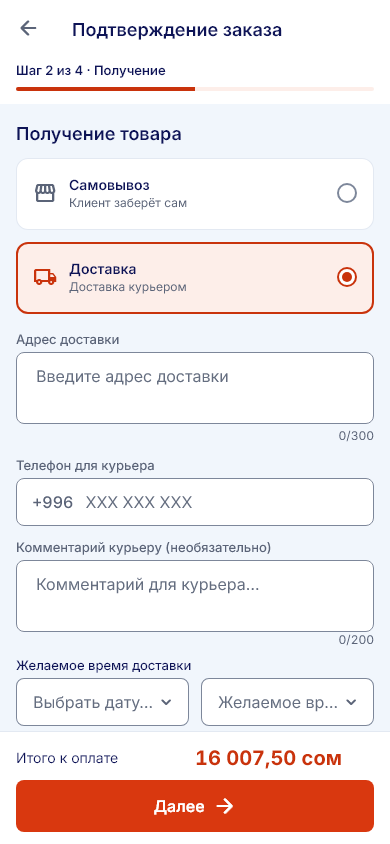 Подтверждение заказа
Шаг 2 из 4 · Получение
Получение товара
Самовывоз
Клиент заберёт сам
Доставка
Доставка курьером
Адрес доставки
Введите адрес доставки
0/300
Телефон для курьера
+996 XXX XXX XXX
Комментарий курьеру (необязательно)
Комментарий для курьера...
0/200
Желаемое время доставки
Выбрать дату... Желаемое вр...
Итого к оплате 16 007,50 сом
Далее